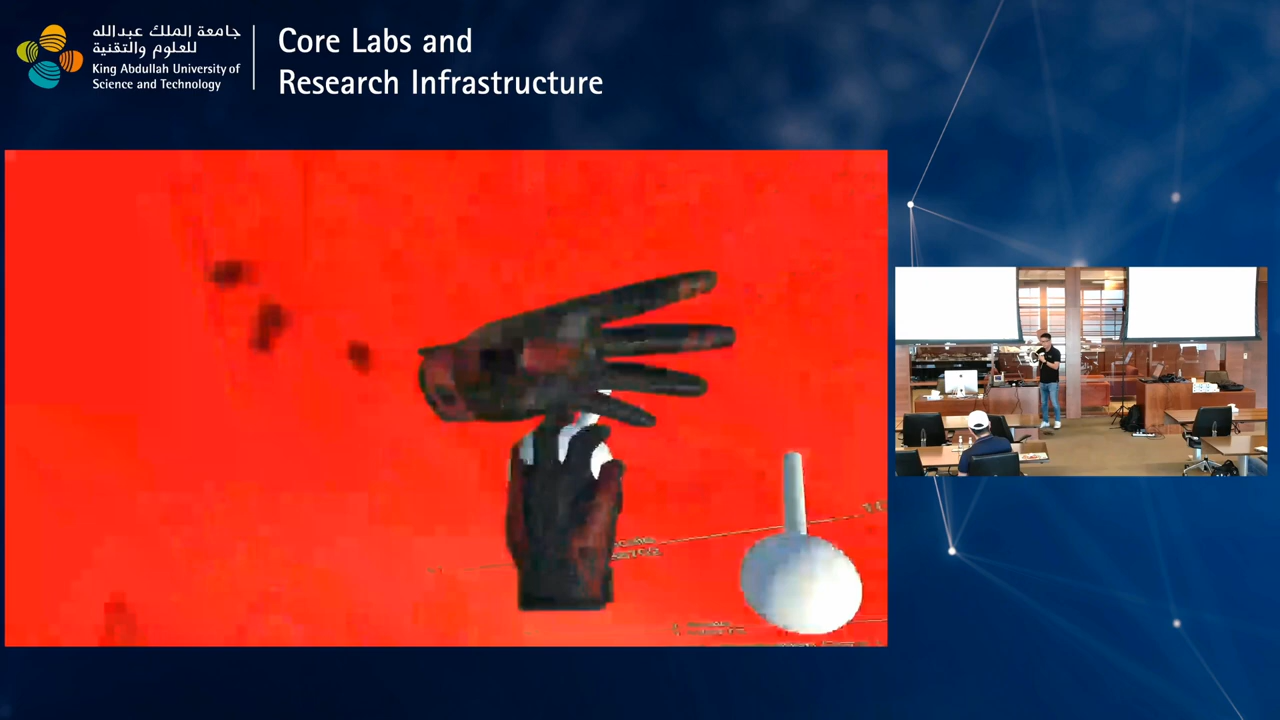 جامعة الملك عبدالله
للعلوم والتقنية
King Abdullah University of
Science and Technology
Core Labs and
Research Infrastructure